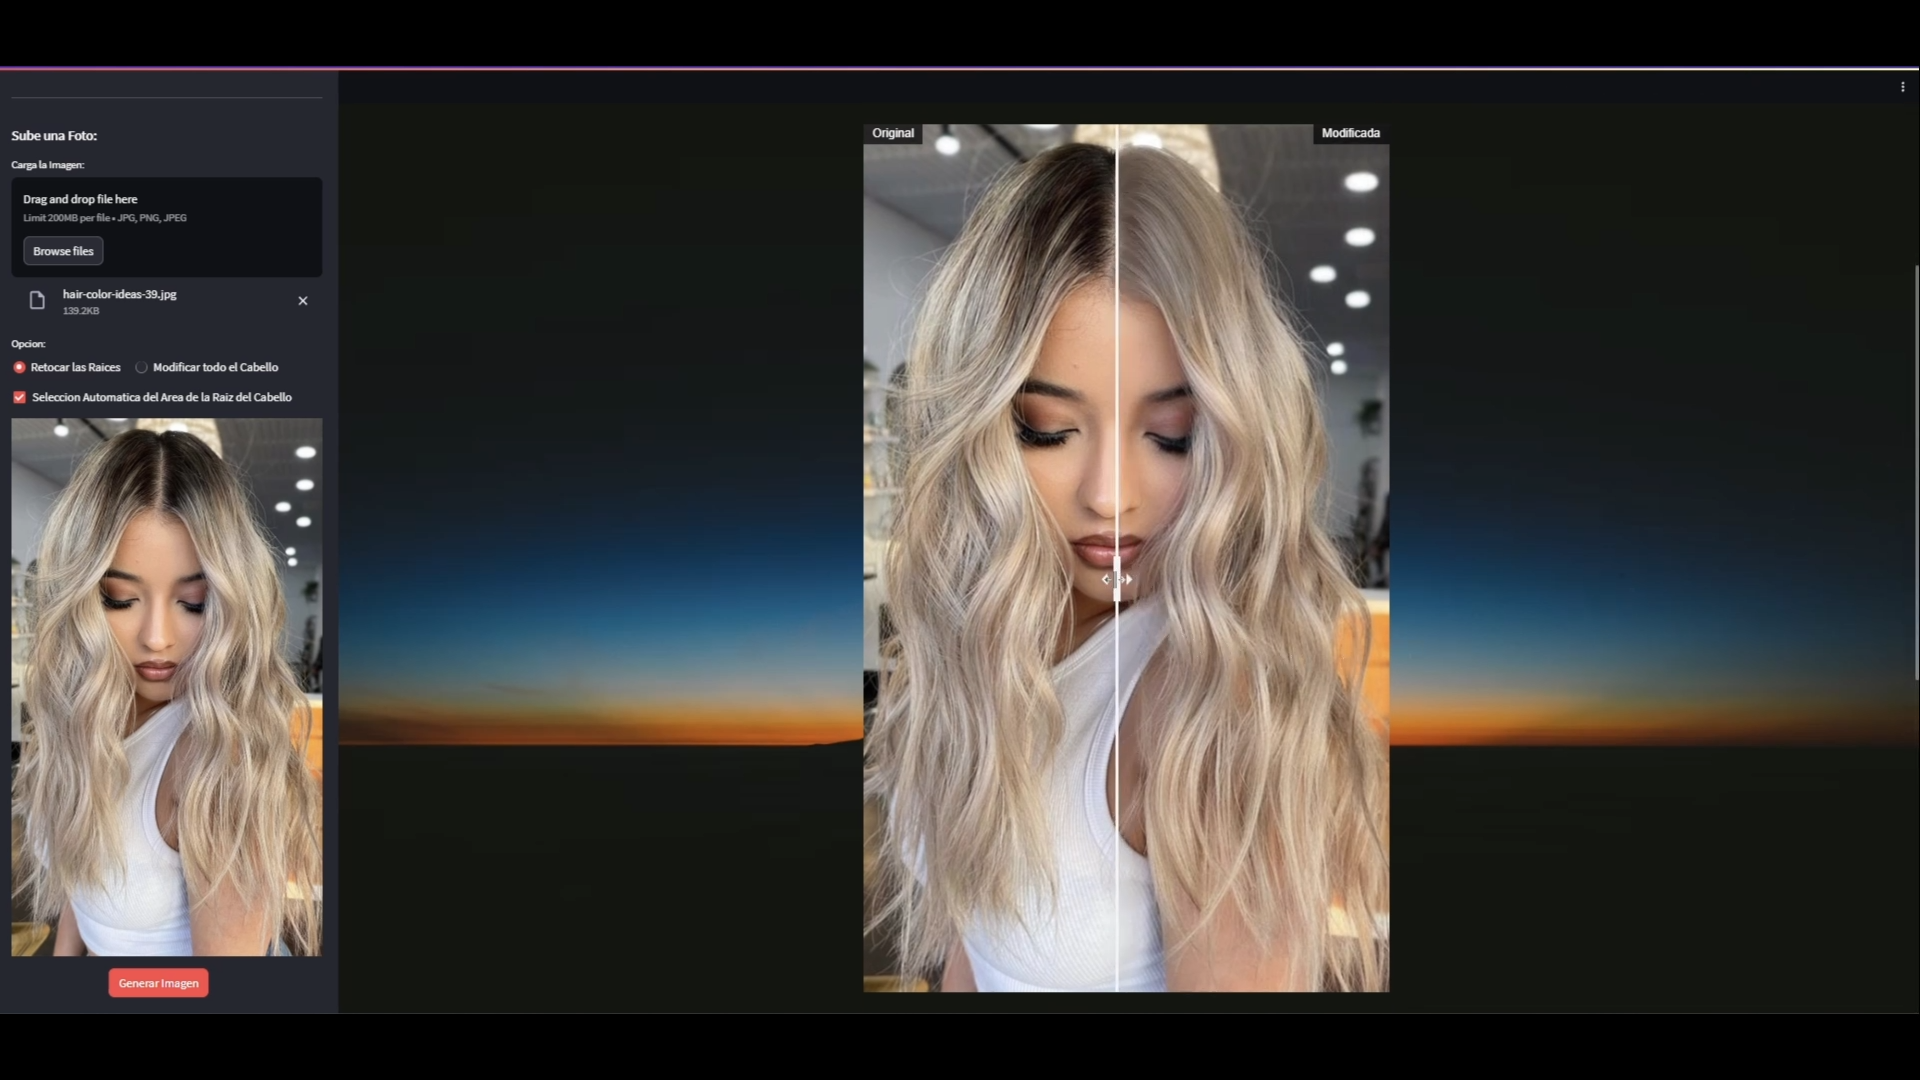 Sube una Foto:
Carga la Imagen:
Drag and drop file here
Limit 200MB per file • JPG, PNG, JPEG
Browse files
hair-color-ideas-39.jpg
139.2KB
Opcion:
Retocar las Raices Modificar todo el Cabello
Seleccion Automatica del Area de la Raiz del Cabello
Generar Imagen
Original Modificada